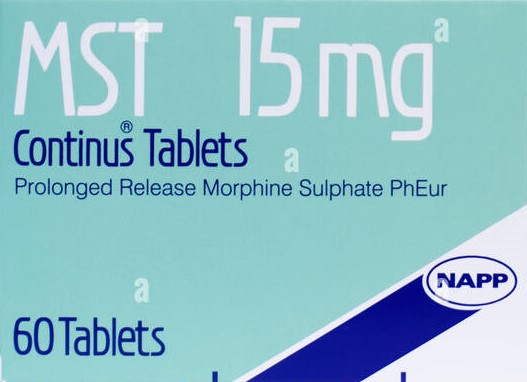 MST 15mg
Continus® Tablets
Prolonged Release Morphine Sulphate PhEur
NAPP
60 Tablets
a
a
a
a